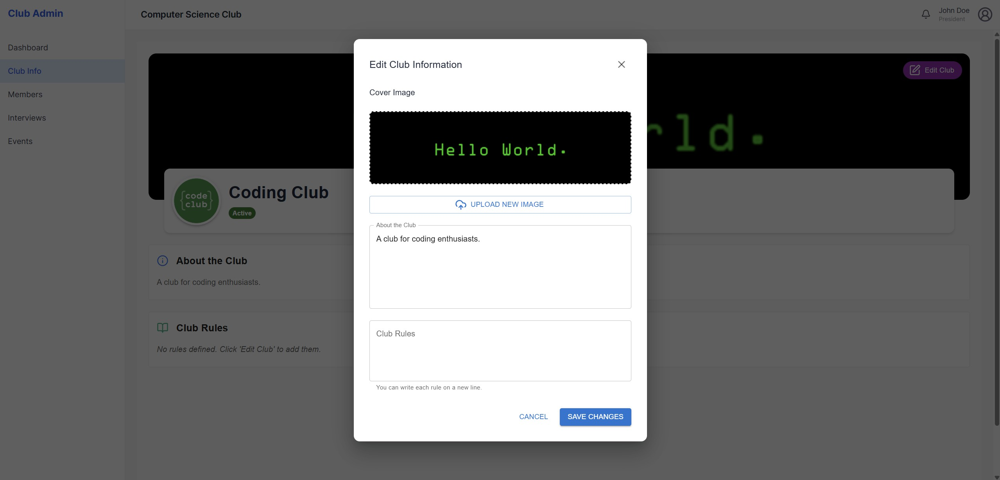 Club Admin
Computer Science Club
John Doe
President
Dashboard
Club Info
Members
Interviews
Events
Edit Club
rld.
{code
club}
Coding Club
Active
About the Club
A club for coding enthusiasts.
Club Rules
No rules defined. Click 'Edit Club' to add them.
Edit Club Information
Cover Image
Hello World.
UPLOAD NEW IMAGE
About the Club
A club for coding enthusiasts.
Club Rules
You can write each rule on a new line.
CANCEL
SAVE CHANGES